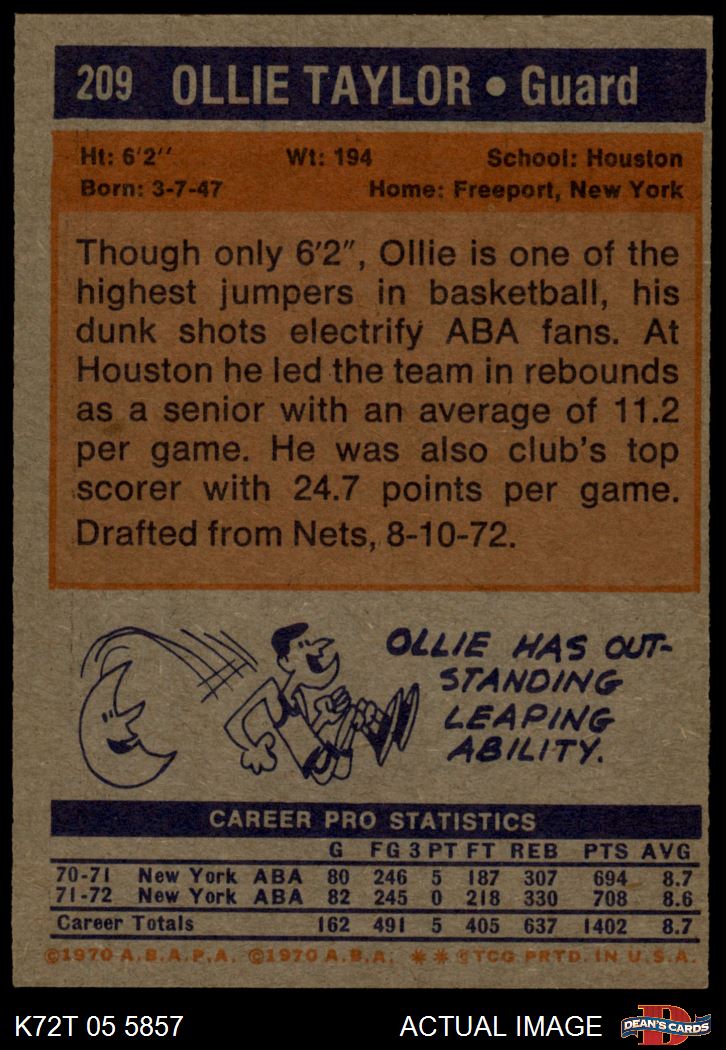 209 OLLIE TAYLOR • Guard
Ht: 6'2'' Wt: 194 School: Houston
Born: 3-7-47 Home: Freeport, New York
Though only 6'2", Ollie is one of the
highest jumpers in basketball, his
dunk shots electrify ABA fans. At
Houston he led the team in rebounds
as a senior with an average of 11.2
per game. He was also club's top
scorer with 24.7 points per game.
Drafted from Nets, 8-10-72.
OLLIE HAS OUT-
STANDING
LEAPING
ABILITY.
CAREER PRO STATISTICS
G FG 3 PT FT REB PTS AVG
70-71 New York ABA 80 246 5 187 307 694 8.7
71-72 New York ABA 82 245 0 218 330 708 8.6
Career Totals 162 491 5 405 637 1402 8.7
©1970 A.B.A.P.A. ©1970 A.B.A. ** ©TCG PRTD. IN U.S.A.
K72T 05 5857 ACTUAL IMAGE D DEAN'S CARDS